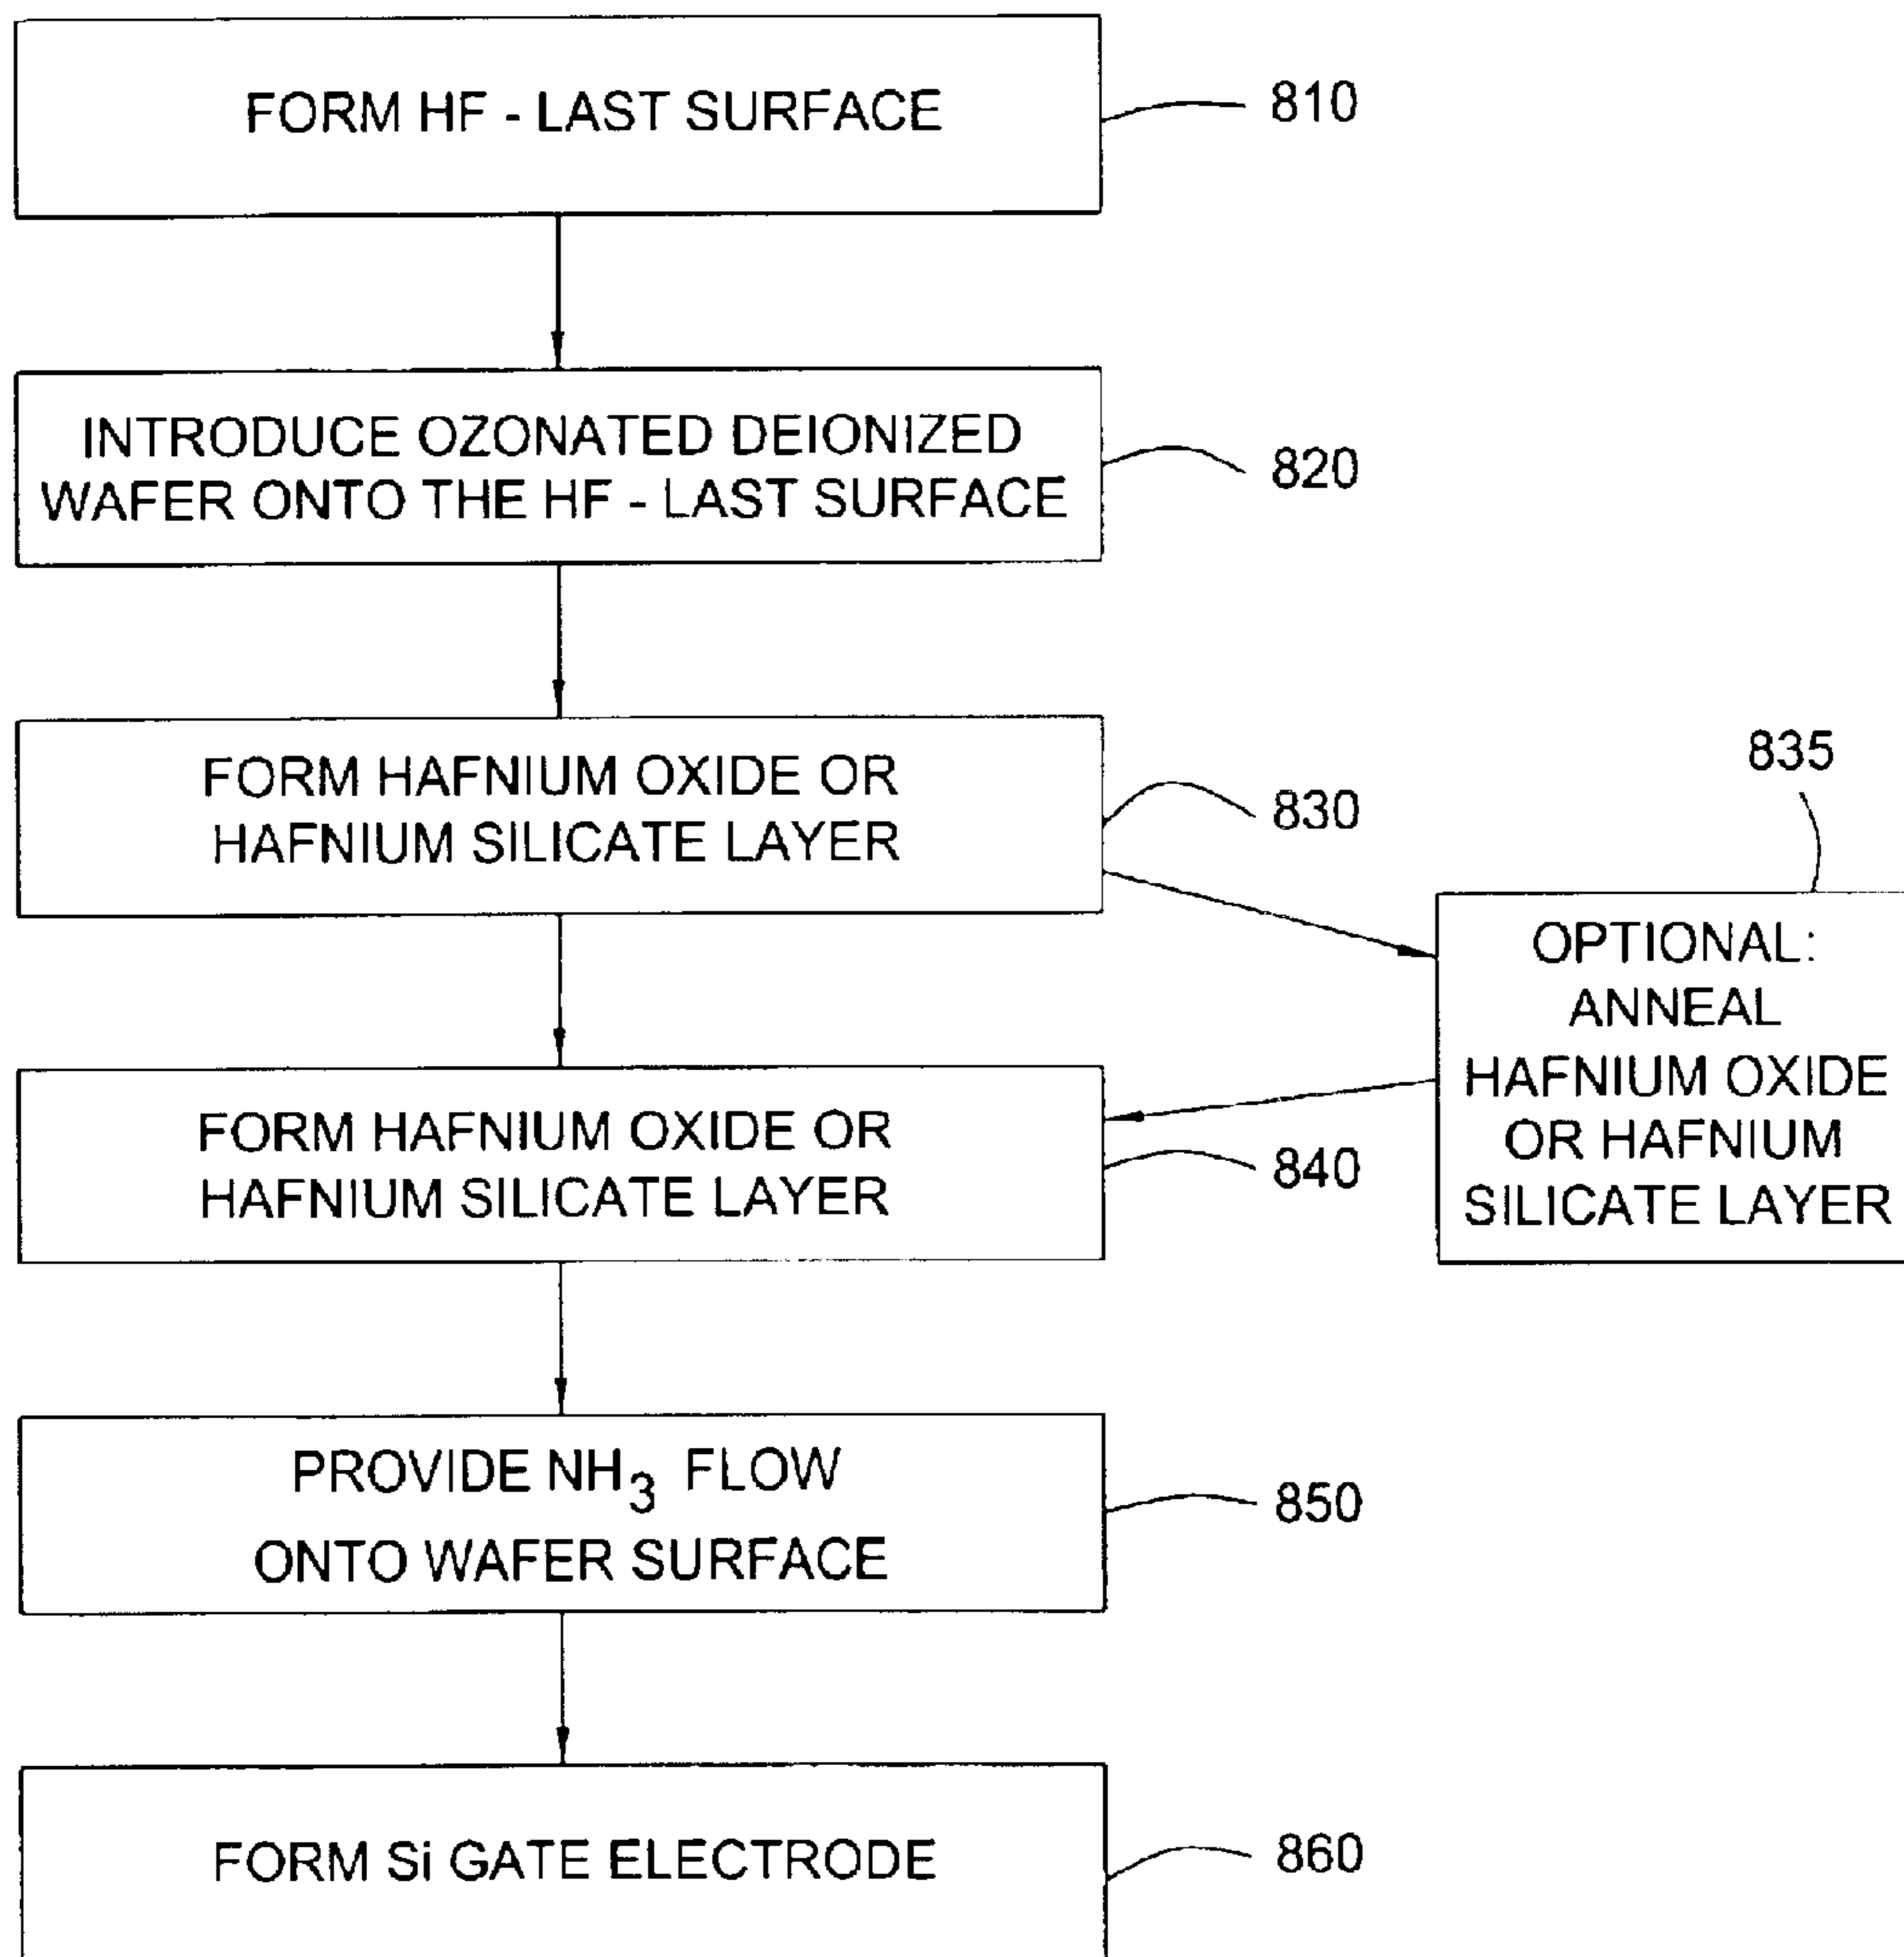 FORM HF - LAST SURFACE
810
INTRODUCE OZONATED DEIONIZED
WAFER ONTO THE HF - LAST SURFACE
820
FORM HAFNIUM OXIDE OR
HAFNIUM SILICATE LAYER
830
835
OPTIONAL:
ANNEAL
HAFNIUM OXIDE
OR HAFNIUM
SILICATE LAYER
FORM HAFNIUM OXIDE OR
HAFNIUM SILICATE LAYER
840
PROVIDE NH₃ FLOW
ONTO WAFER SURFACE
850
FORM Si GATE ELECTRODE
860